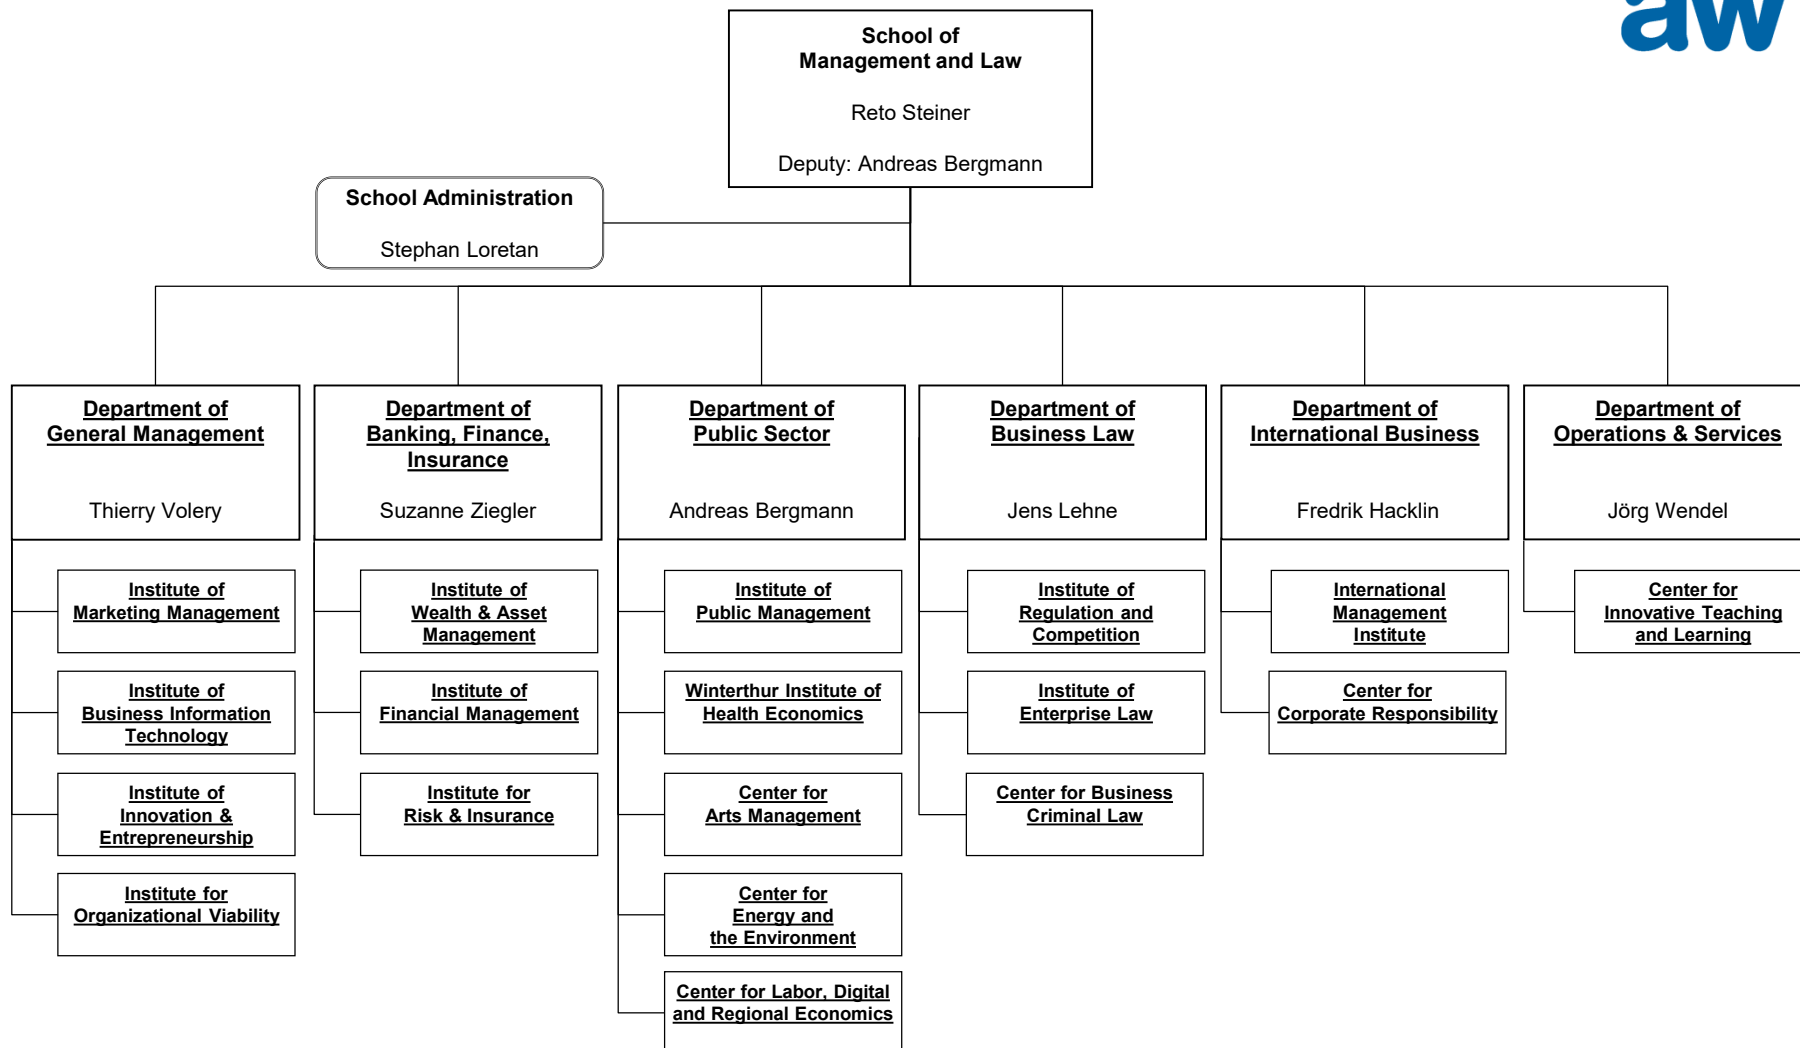 aw
School of
Management and Law
Reto Steiner
Deputy: Andreas Bergmann
School Administration
Stephan Loretan
Department of
General Management
Thierry Volery
Department of
Banking, Finance,
Insurance
Suzanne Ziegler
Department of
Public Sector
Andreas Bergmann
Department of
Business Law
Jens Lehne
Department of
International Business
Fredrik Hacklin
Department of
Operations & Services
Jörg Wendel
Institute of
Marketing Management
Institute of
Business Information
Technology
Institute of
Innovation &
Entrepreneurship
Institute for
Organizational Viability
Institute of
Wealth & Asset
Management
Institute of
Financial Management
Institute for
Risk & Insurance
Institute of
Public Management
Winterthur Institute of
Health Economics
Center for
Arts Management
Center for
Energy and
the Environment
Center for Labor, Digital
and Regional Economics
Institute of
Regulation and
Competition
Institute of
Enterprise Law
Center for Business
Criminal Law
International
Management
Institute
Center for
Corporate Responsibility
Center for
Innovative Teaching
and Learning